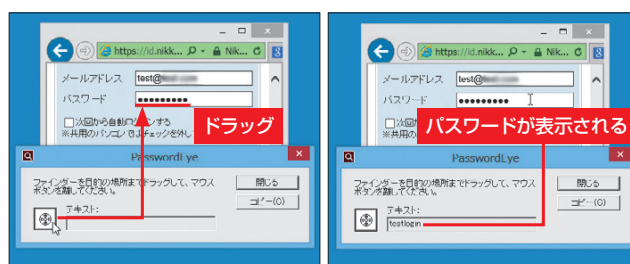 https://id.nikk...
Nik...
メールアドレス
test@
パスワード
●●●●●●●●●
□次回から自動ログインする
※共用のパソコンではチェックを外し
ドラッグ
PasswordEye
ファインダーを目的の場所までドラッグして、マウス
ボタンを離してください。
テキスト:
閉じる
コピー(C)
https://id.nikk...
Nik...
メールアドレス
test@
パスワード
●●●●●●●●●
□次回
※共用の
パスワードが表示される
PasswordEye
ファインダーを目的の場所までドラッグして、マウス
ボタンを離してください。
テキスト:
testlogin
閉じる
コピー(C)